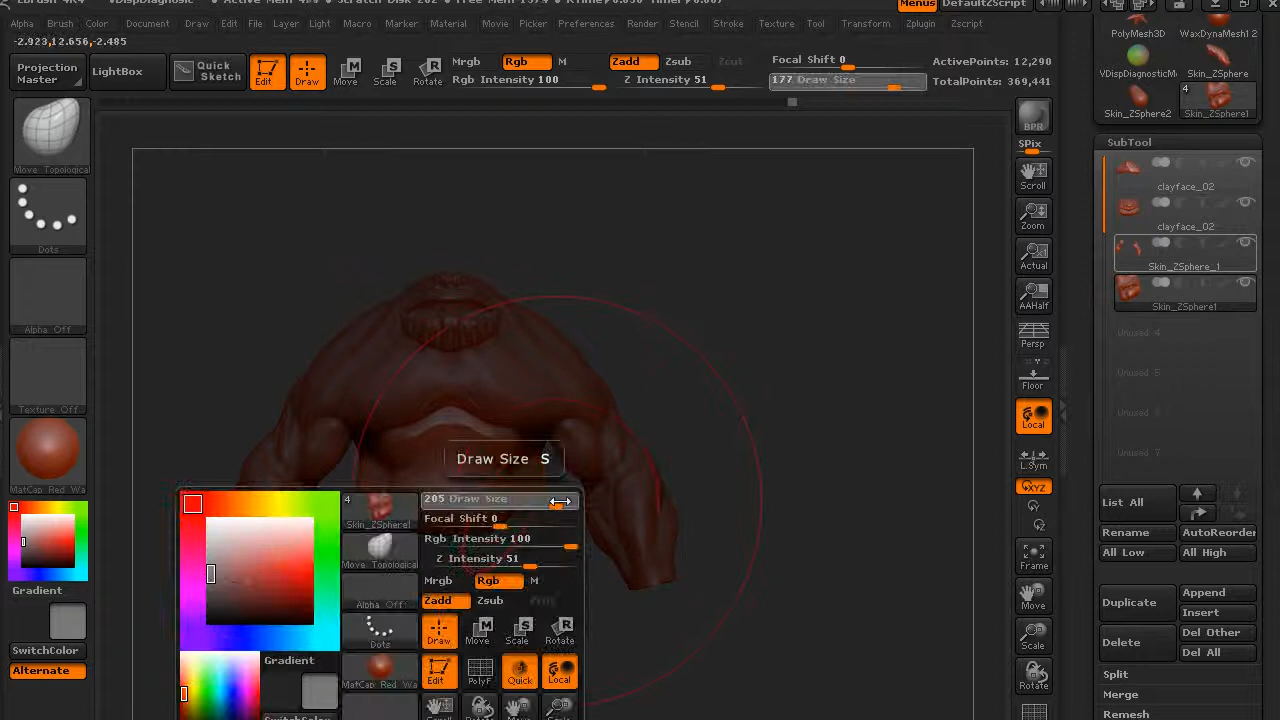 ZBrush 4R4
DispDiagnostic
Menus
DefaultZScript
Alpha Brush Color Document Draw Edit File Layer Light Macro Marker Material Movie Picker Preferences Render Stencil Stroke Texture Tool Transform Zplugin Zscript
-2.923,12.656,-2.485
Projection
Master
LightBox
Quick
Sketch
Edit
Draw
Move
Scale
Rotate
Mrgb
Rgb
M
Rgb Intensity 100
Zadd
Zsub
Zcut
Z Intensity 51
Focal Shift 0
177 Draw Size
ActivePoints: 12,290
TotalPoints: 369,441
Move Topological
Dots
Alpha Off
Texture Off
MatCap Red Wa
Gradient
SwitchColor
Alternate
BPR
SPix
Scroll
Zoom
Actual
AAHalf
Persp
Floor
Local
L.Sym
XYZ
Y
Z
Frame
Move
Scale
Rotate
PolyMesh3D
WaxDynaMesh1 2
VDispDiagnosticMi
Skin_ZSphere
Skin_ZSphere2
4
Skin_ZSphere1
SubTool
clayface_02
clayface_02
Skin_ZSphere_1
Skin_ZSphere1
Unused 4
Unused 5
Unused 6
Unused 7
List All
Rename
AutoReorder
All Low
All High
Duplicate
Append
Insert
Delete
Del Other
Del All
Split
Merge
Remesh
Draw Size S
4
Skin_ZSphere1
Move Topological
Alpha Off
Dots
MatCap Red Wa
205 Draw Size
Focal Shift 0
Rgb Intensity 100
Z Intensity 51
Mrgb
Rgb
M
Zadd
Zsub
Zcut
Draw
Move
Scale
Rotate
Edit
PolyF
Quick
Local
Gradient
SwitchColor